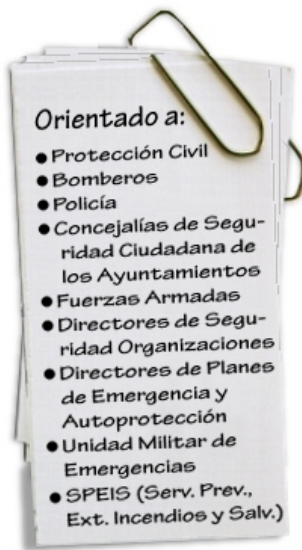 Orientado a:
● Protección Civil
● Bomberos
● Policía
● Concejalías de Segu-
ridad Ciudadana de
los Ayuntamientos
● Fuerzas Armadas
● Directores de Segu-
ridad Organizaciones
● Directores de Planes
de Emergencia y
Autoprotección
● Unidad Militar de
Emergencias
● SPEIS (Serv. Prev.,
Ext. Incendios y Salv.)